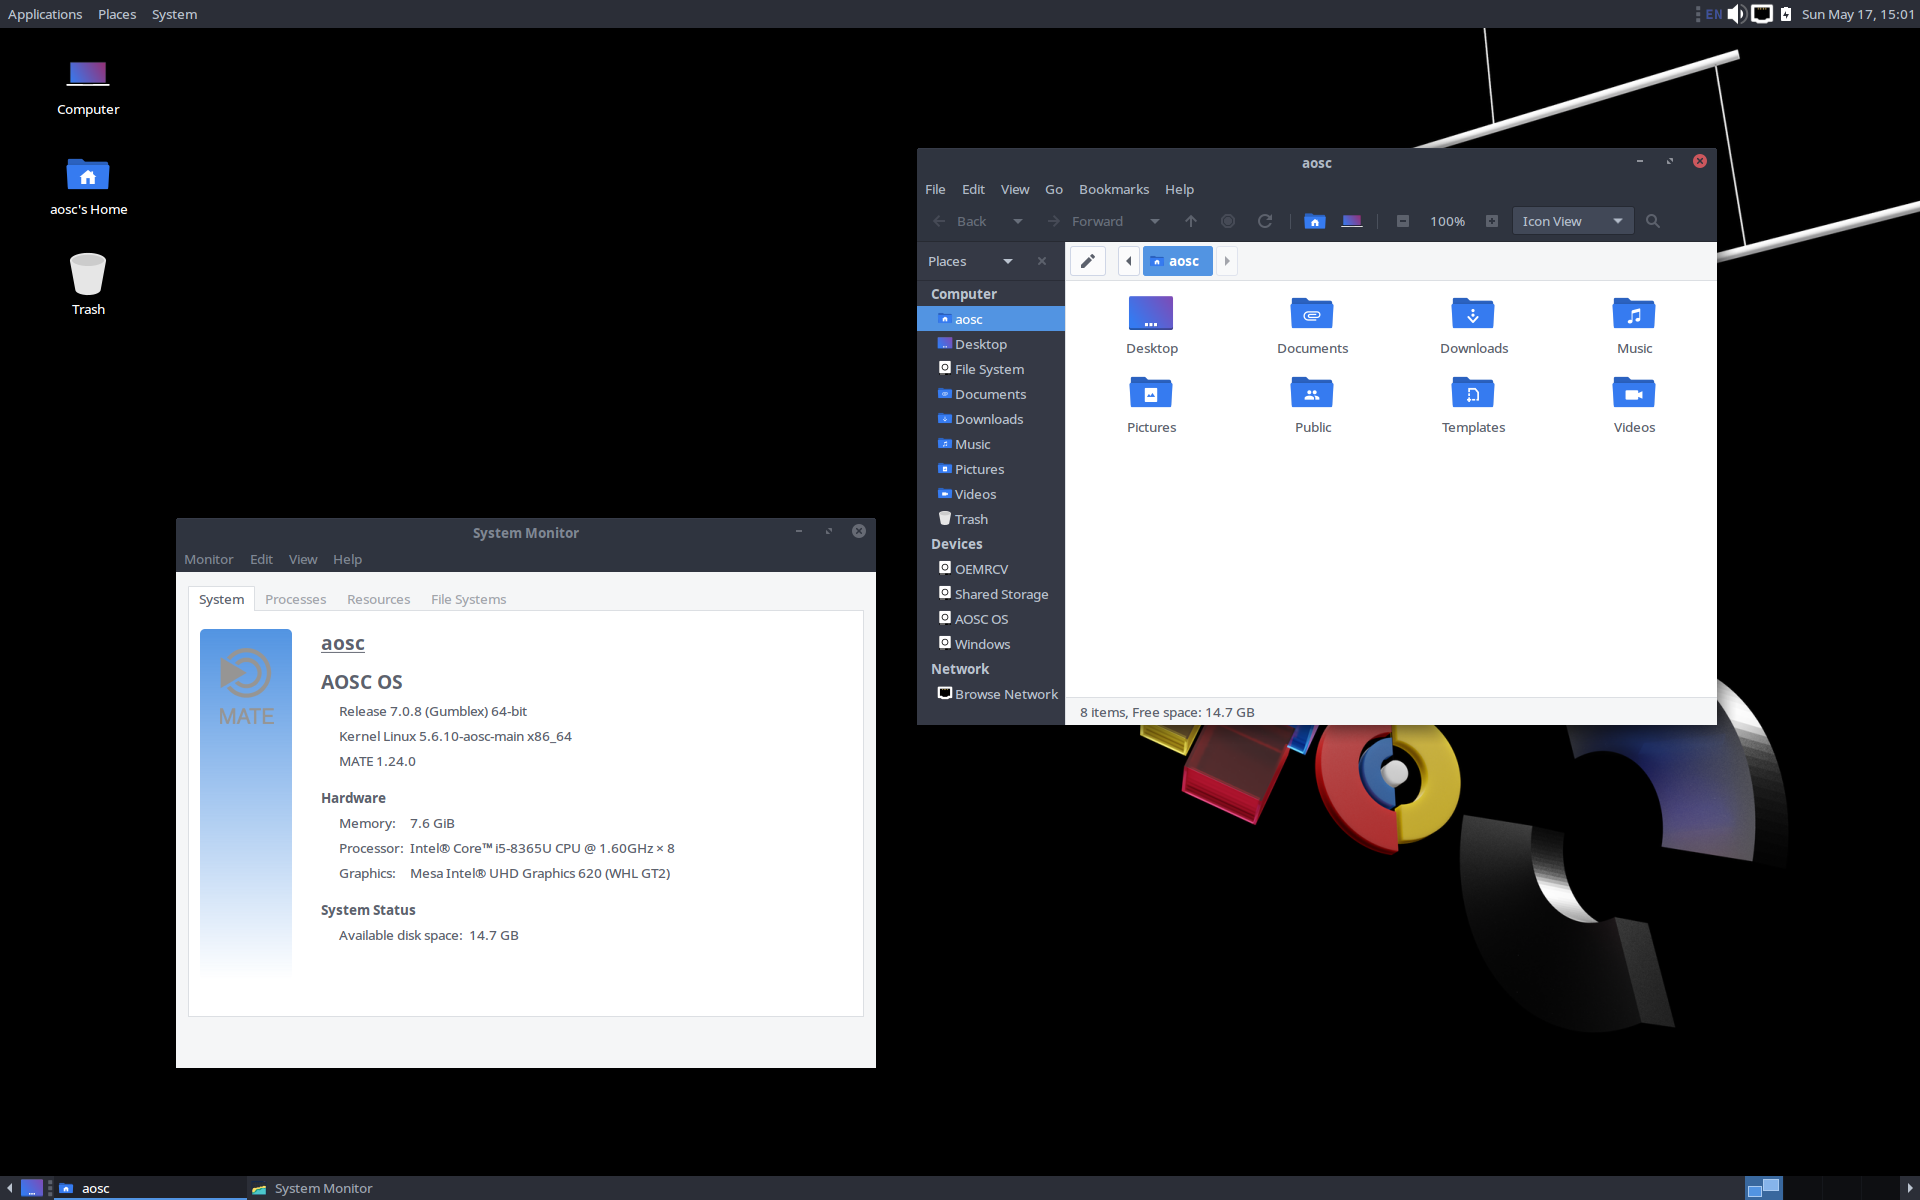 Applications Places System
EN Sun May 17, 15:01
Computer
aosc's Home
Trash
aosc
File Edit View Go Bookmarks Help
Back Forward 100% Icon View
Places
aosc
Computer
aosc
Desktop
File System
Documents
Downloads
Music
Pictures
Videos
Trash
Devices
OEMRCV
Shared Storage
AOSC OS
Windows
Network
Browse Network
Desktop Documents Downloads Music
Pictures Public Templates Videos
8 items, Free space: 14.7 GB
System Monitor
Monitor Edit View Help
System Processes Resources File Systems
MATE
aosc
AOSC OS
Release 7.0.8 (Gumblex) 64-bit
Kernel Linux 5.6.10-aosc-main x86_64
MATE 1.24.0
Hardware
Memory: 7.6 GiB
Processor: Intel® Core™ i5-8365U CPU @ 1.60GHz × 8
Graphics: Mesa Intel® UHD Graphics 620 (WHL GT2)
System Status
Available disk space: 14.7 GB
aosc System Monitor